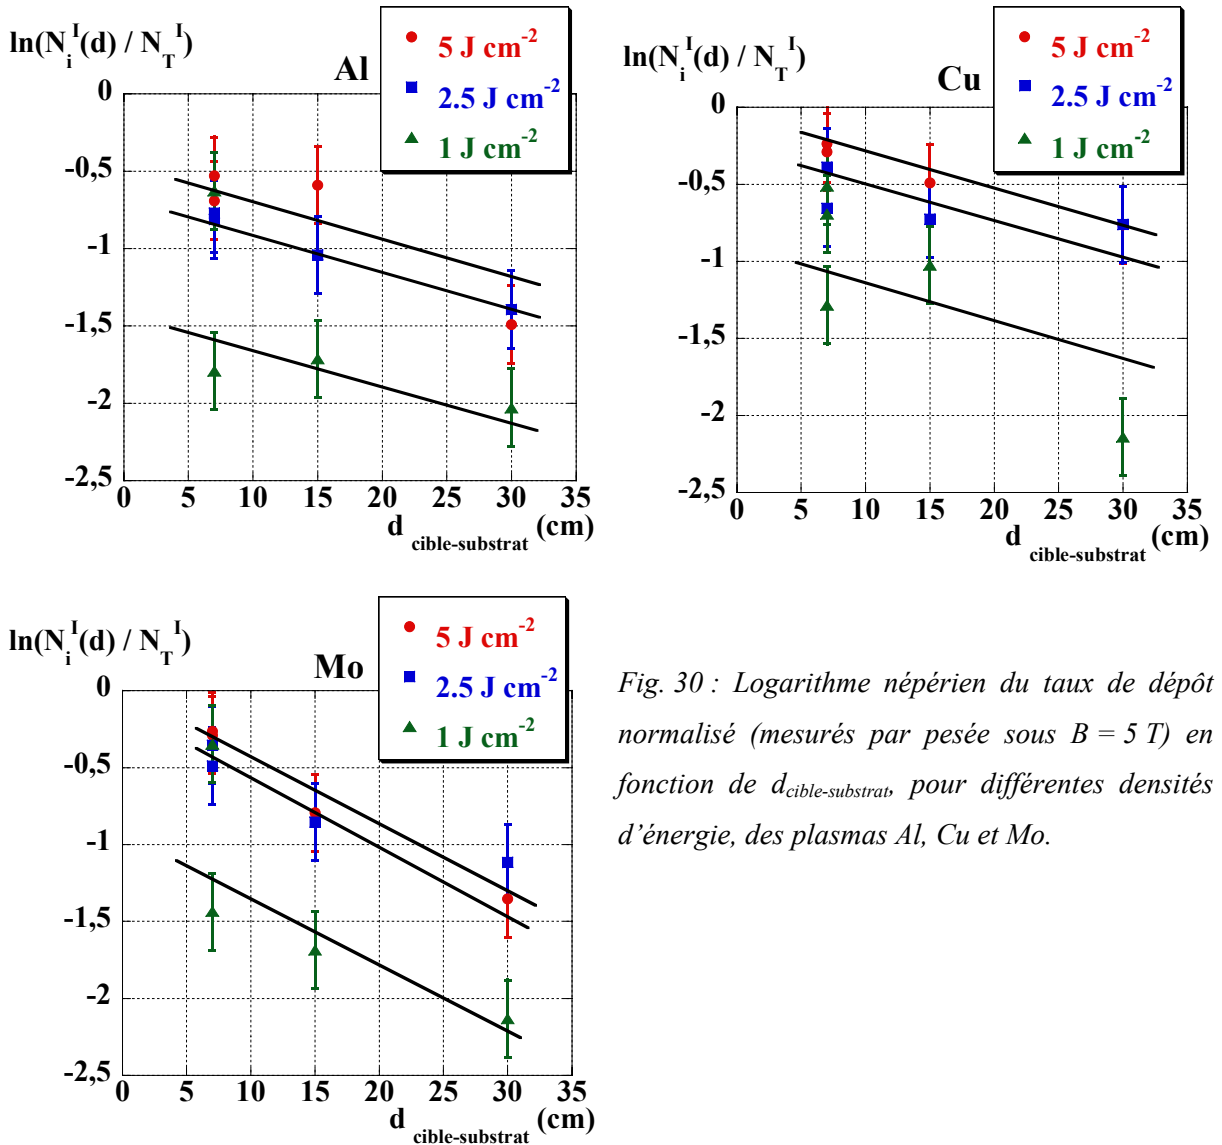 ln(N_i^I(d) / N_T^I)
Al
5 J cm-2
2.5 J cm-2
1 J cm-2
0
-0,5
-1
-1,5
-2
-2,5
0 5 10 15 20 25 30 35
d cible-substrat (cm)
ln(N_i^I(d) / N_T^I)
Cu
5 J cm-2
2.5 J cm-2
1 J cm-2
0
-0,5
-1
-1,5
-2
-2,5
0 5 10 15 20 25 30 35
d cible-substrat (cm)
ln(N_i^I(d) / N_T^I)
Mo
5 J cm-2
2.5 J cm-2
1 J cm-2
0
-0,5
-1
-1,5
-2
-2,5
0 5 10 15 20 25 30 35
d cible-substrat (cm)
Fig. 30 : Logarithme népérien du taux de dépôt
normalisé (mesurés par pesée sous B = 5 T) en
fonction de dcible-substrat, pour différentes densités
d'énergie, des plasmas Al, Cu et Mo.